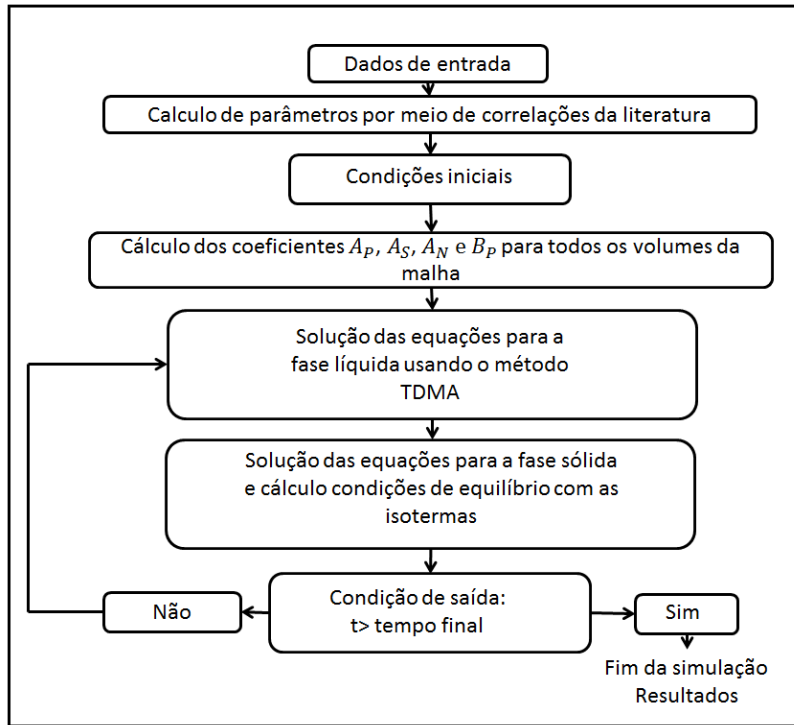 Dados de entrada
Calculo de parâmetros por meio de correlações da literatura
Condições iniciais
Cálculo dos coeficientes A_P, A_S, A_N e B_P para todos os volumes da
malha
Solução das equações para a
fase líquida usando o método
TDMA
Solução das equações para a fase sólida
e cálculo condições de equilíbrio com as
isotermas
Condição de saída:
t> tempo final
Não
Sim
Fim da simulação
Resultados